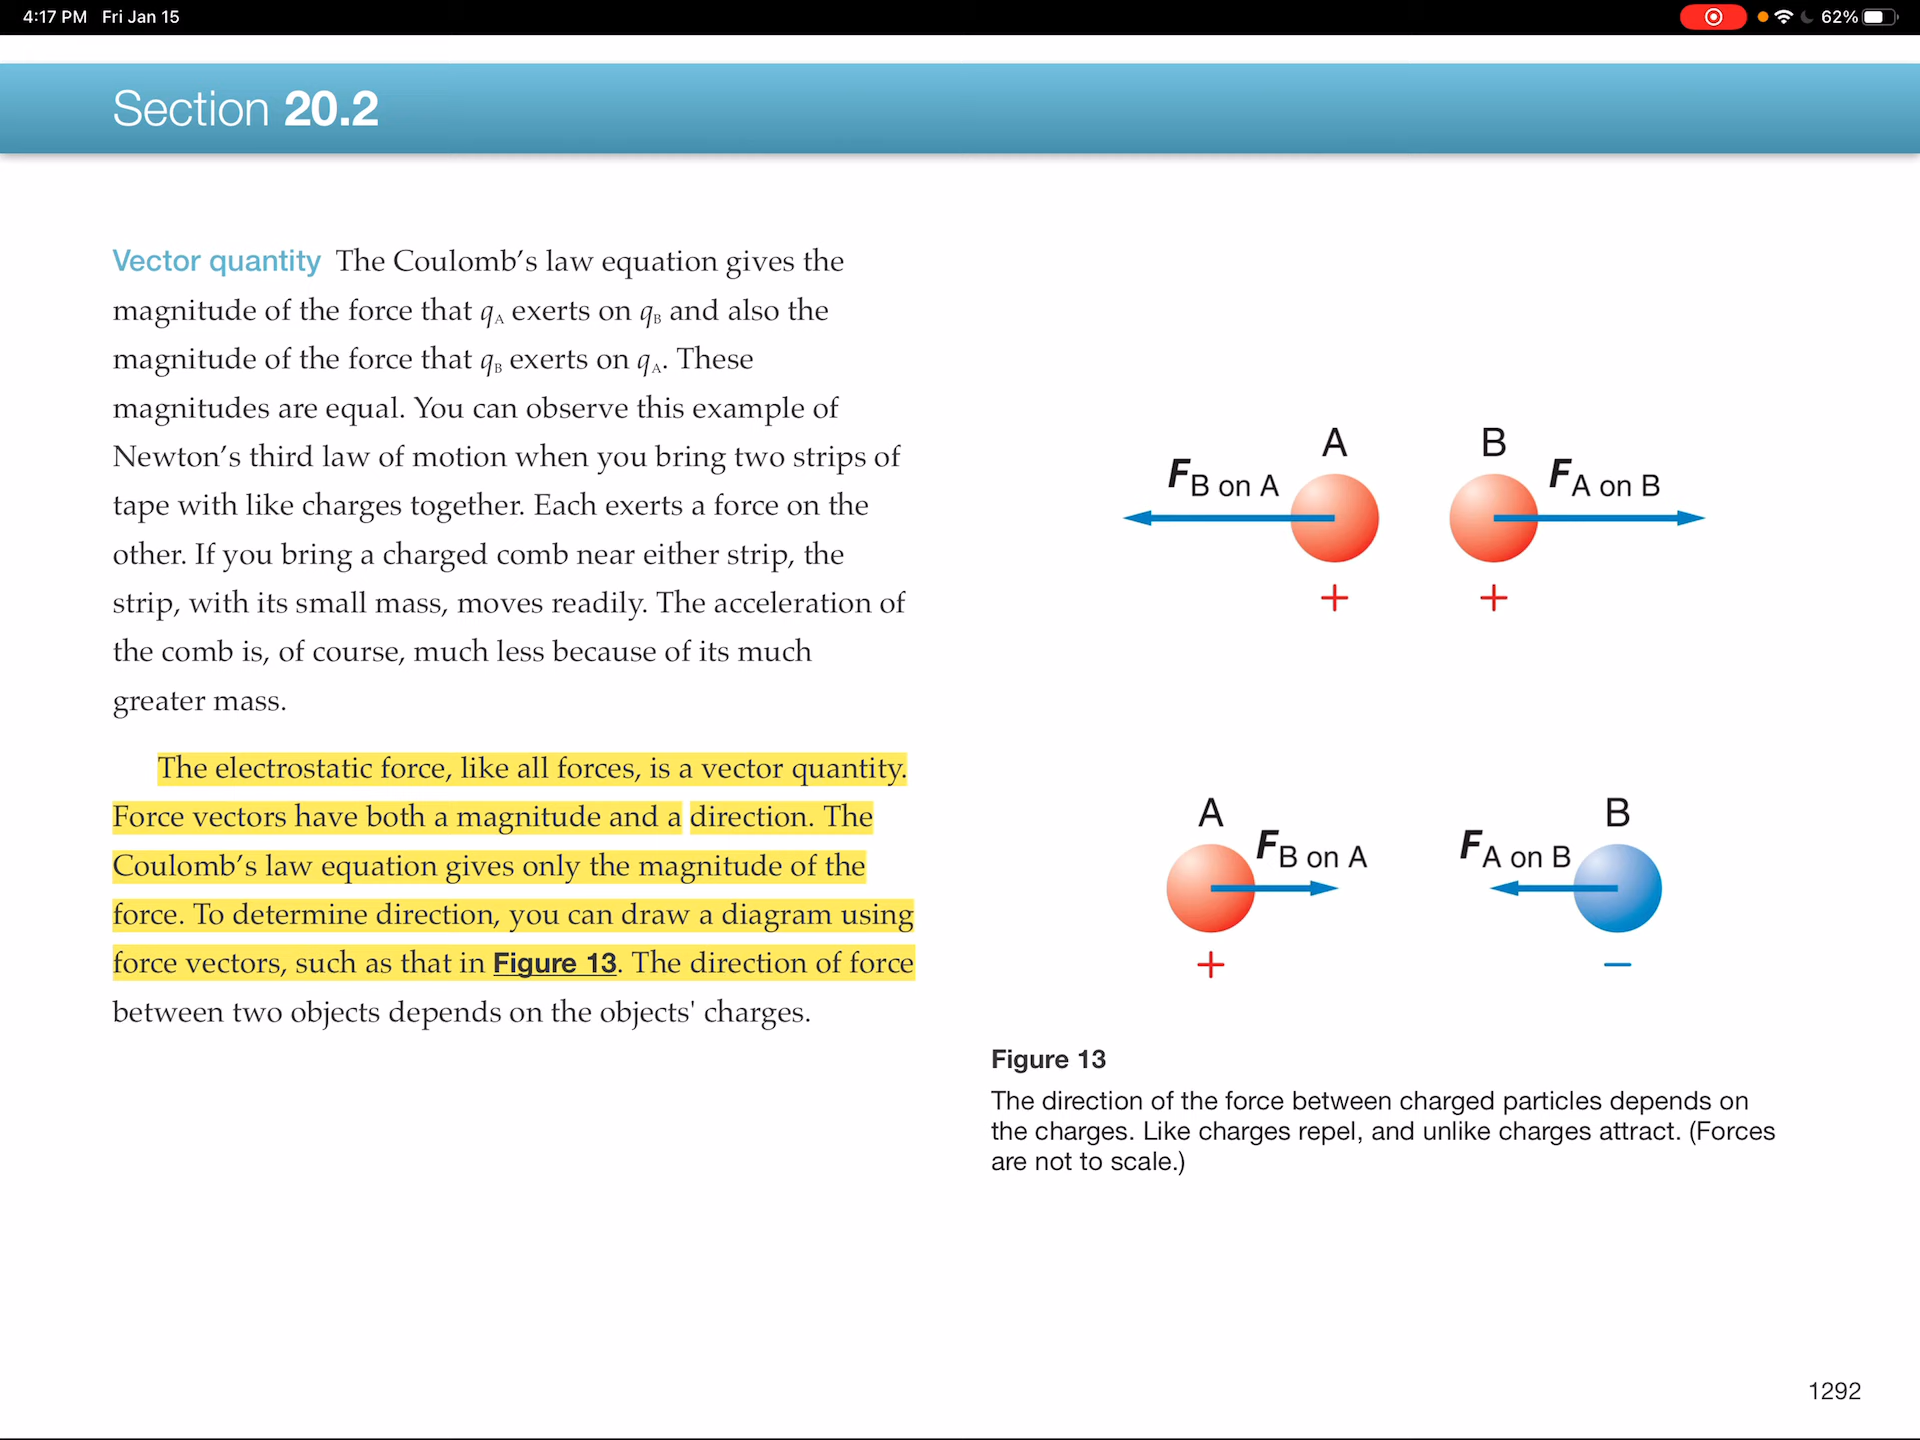 4:17 PM Fri Jan 15
62%
Section 20.2
Vector quantity The Coulomb's law equation gives the
magnitude of the force that qA exerts on qB and also the
magnitude of the force that qB exerts on qA. These
magnitudes are equal. You can observe this example of
Newton's third law of motion when you bring two strips of
tape with like charges together. Each exerts a force on the
other. If you bring a charged comb near either strip, the
strip, with its small mass, moves readily. The acceleration of
the comb is, of course, much less because of its much
greater mass.
The electrostatic force, like all forces, is a vector quantity.
Force vectors have both a magnitude and a direction. The
Coulomb's law equation gives only the magnitude of the
force. To determine direction, you can draw a diagram using
force vectors, such as that in Figure 13. The direction of force
between two objects depends on the objects' charges.
A B
FB on A FA on B
+ +
A B
FB on A FA on B
+ −
Figure 13
The direction of the force between charged particles depends on
the charges. Like charges repel, and unlike charges attract. (Forces
are not to scale.)
1292